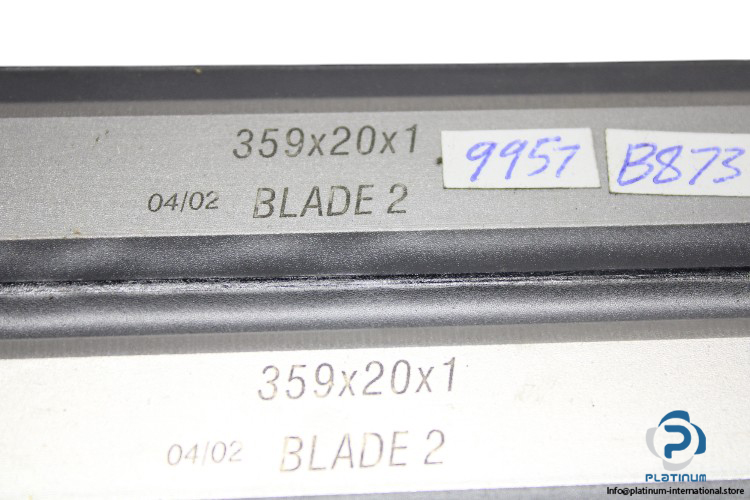 359x20x1
9957
B873
04/02 BLADE 2
359x20x1
04/02 BLADE 2
PLATINUM
Info@platinum-international.store